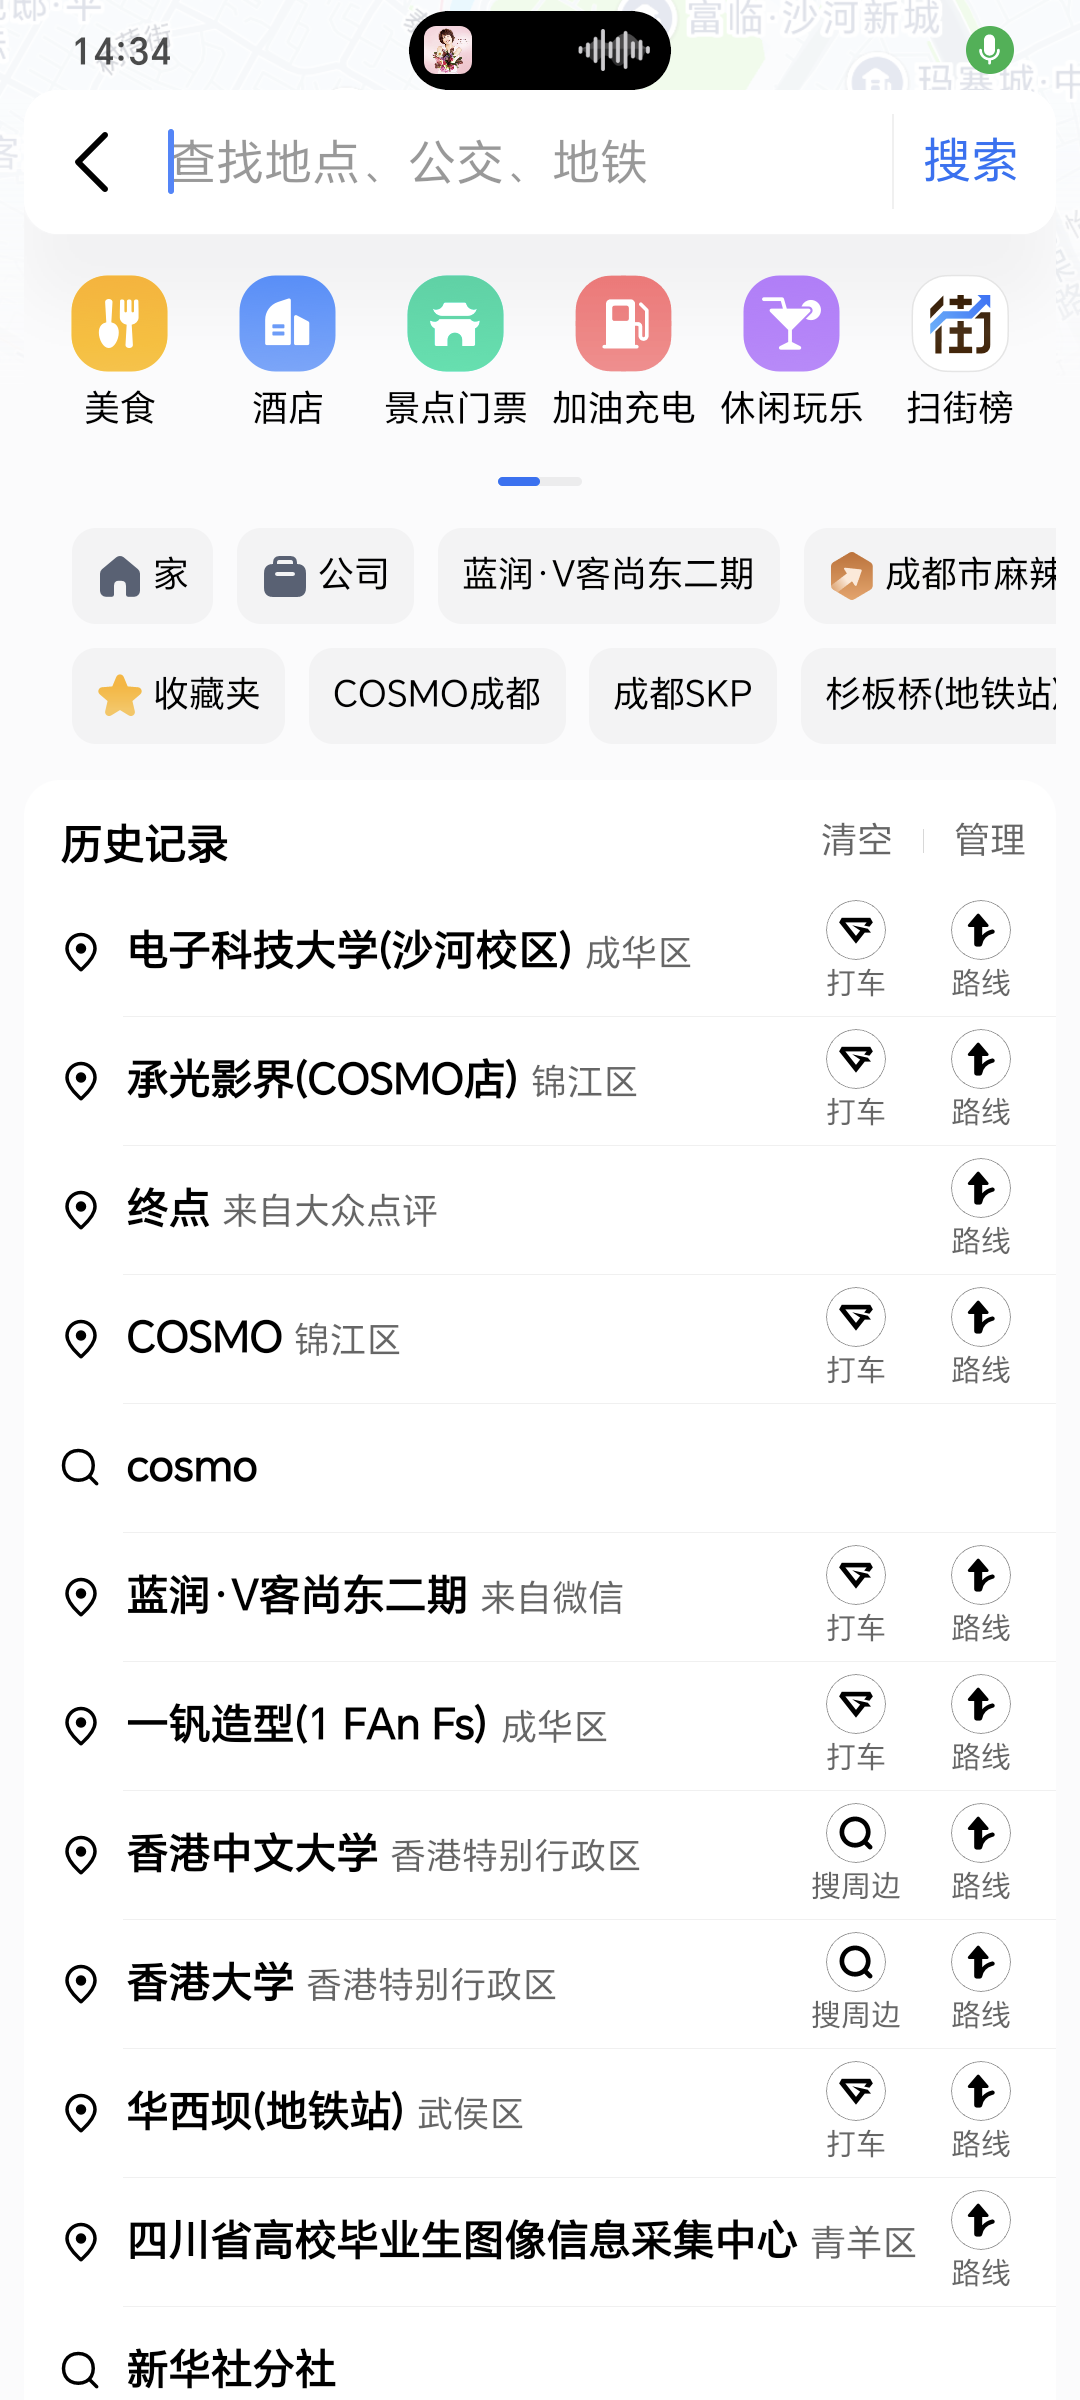 富临·沙河新城
14:34
玛塞城·中
查找地点、公交、地铁
搜索
美食
酒店
景点门票
加油充电
休闲玩乐
扫街榜
家
公司
蓝润·V客尚东二期
成都市麻辣
收藏夹
COSMO成都
成都SKP
杉板桥(地铁站)
历史记录
清空
管理
电子科技大学(沙河校区) 成华区
打车
路线
承光影界(COSMO店) 锦江区
打车
路线
终点 来自大众点评
路线
COSMO 锦江区
打车
路线
cosmo
蓝润·V客尚东二期 来自微信
打车
路线
一钒造型(1 FAn Fs) 成华区
打车
路线
香港中文大学 香港特别行政区
搜周边
路线
香港大学 香港特别行政区
搜周边
路线
华西坝(地铁站) 武侯区
打车
路线
四川省高校毕业生图像信息采集中心 青羊区
路线
新华社分社